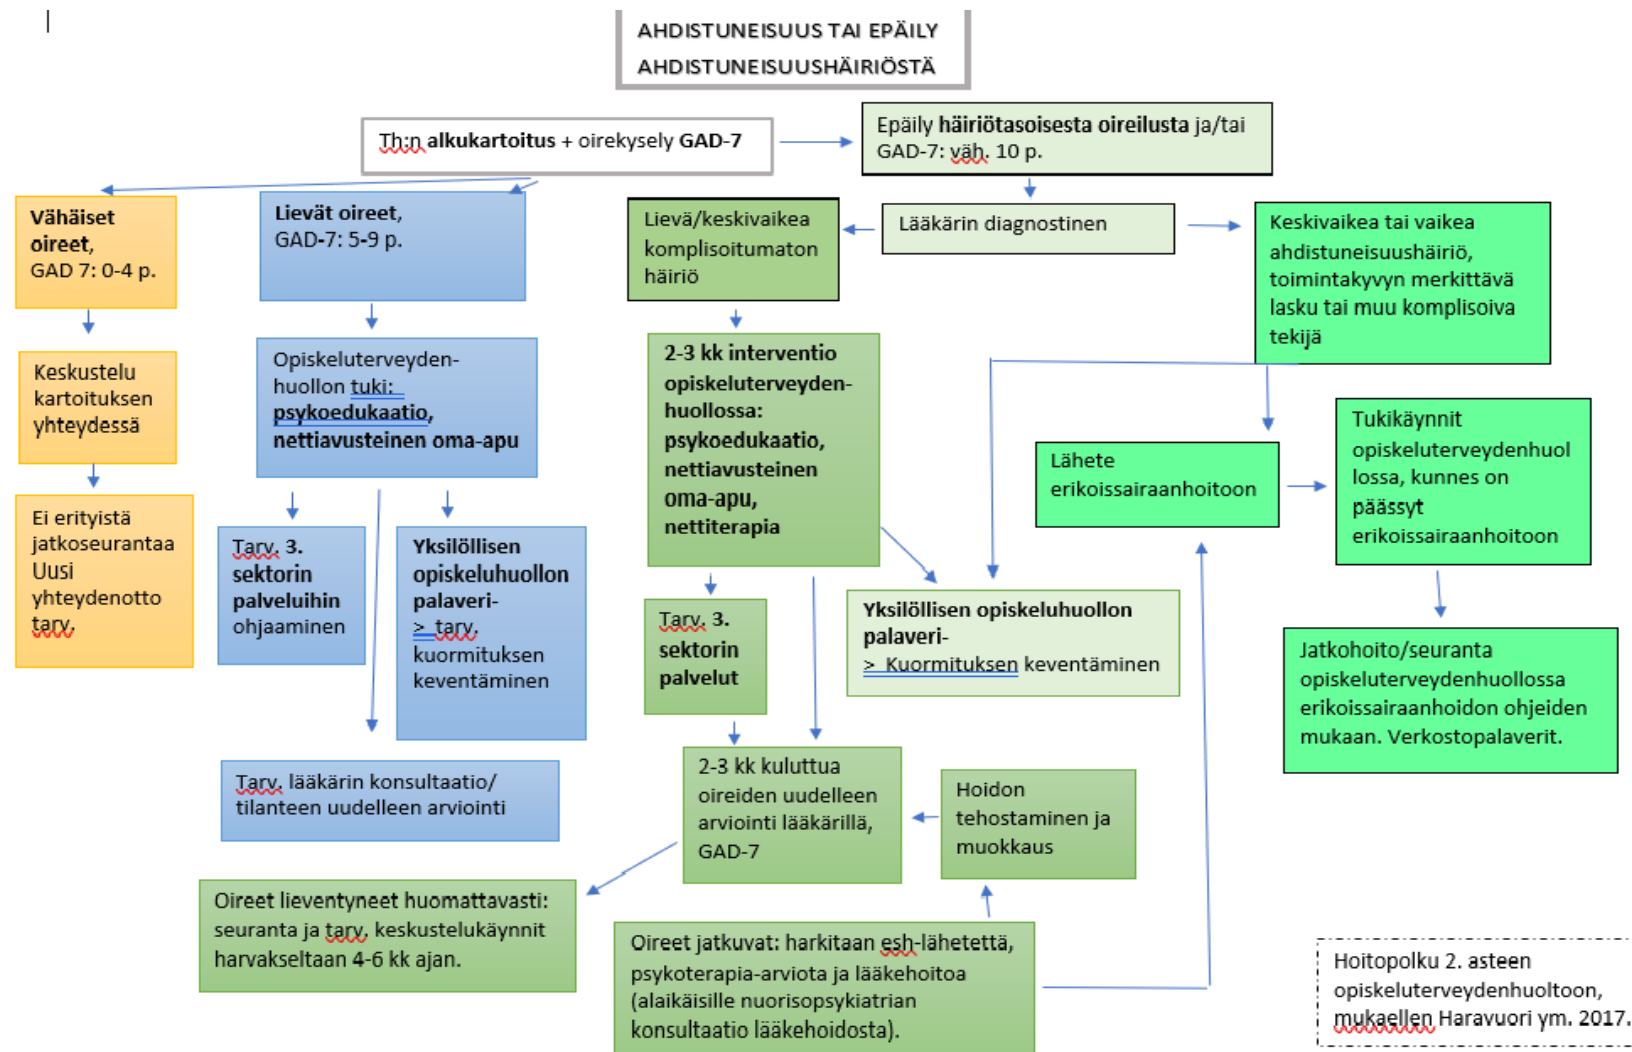 AHDISTUNEISUUS TAI EPÄILY
AHDISTUNEISUUSHÄIRIÖSTÄ
Th:n alkukartoitus + oirekysely GAD-7
Epäily häiriötasoisesta oireilusta ja/tai
GAD-7: väh. 10 p.
Vähäiset
oireet,
GAD 7: 0-4 p.
Lievät oireet,
GAD-7: 5-9 p.
Lievä/keskivaikea
komplisoitumaton
häiriö
Lääkärin diagnostinen
Keskivaikea tai vaikea
ahdistuneisuushäiriö,
toimintakyvyn merkittävä
lasku tai muu komplisoiva
tekijä
Keskustelu
kartoituksen
yhteydessä
Opiskeluterveyden-
huollon tuki:
psykoedukaatio,
nettiavusteinen oma-apu
2-3 kk interventio
opiskeluterveyden-
huollossa:
psykoedukaatio,
nettiavusteinen
oma-apu,
nettiterapia
Lähete
erikoissairaanhoitoon
Tukikäynnit
opiskeluterveydenhuol
lossa, kunnes on
päässyt
erikoissairaanhoitoon
Ei erityistä
jatkoseurantaa
Uusi
yhteydenotto
tarv.
Tarv. 3.
sektorin
palveluihin
ohjaaminen
Yksilöllisen
opiskeluhuollon
palaveri-
> tarv.
kuormituksen
keventäminen
Tarv. 3.
sektorin
palvelut
Yksilöllisen opiskeluhuollon
palaveri-
> Kuormituksen keventäminen
Jatkohoito/seuranta
opiskeluterveydenhuollossa
erikoissairaanhoidon ohjeiden
mukaan. Verkostopalaverit.
Tarv. lääkärin konsultaatio/
tilanteen uudelleen arviointi
2-3 kk kuluttua
oireiden uudelleen
arviointi lääkärillä,
GAD-7
Hoidon
tehostaminen ja
muokkaus
Oireet lieventyneet huomattavasti:
seuranta ja tarv. keskustelukäynnit
harvakseltaan 4-6 kk ajan.
Oireet jatkuvat: harkitaan esh-lähetettä,
psykoterapia-arviota ja lääkehoitoa
(alaikäisille nuorisopsykiatrian
konsultaatio lääkehoidosta).
Hoitopolku 2. asteen
opiskeluterveydenhuoltoon,
mukaellen Haravuori ym. 2017.